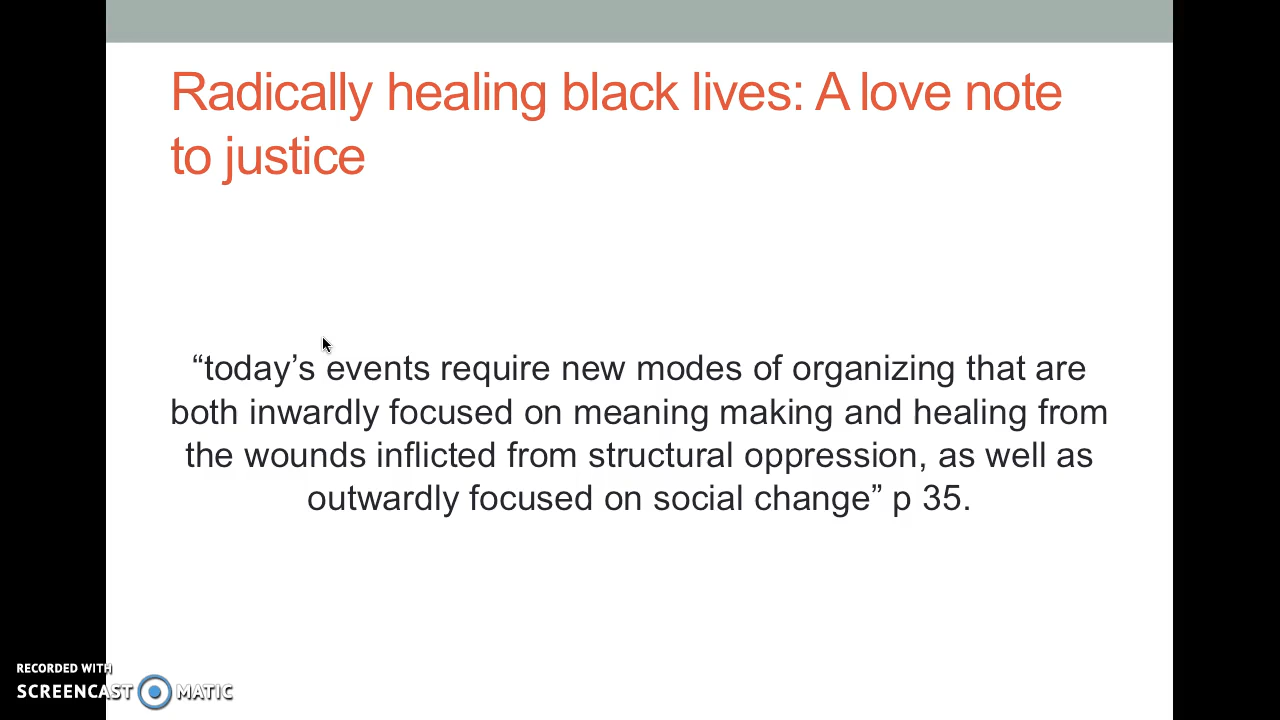 Radically healing black lives: A love note
to justice
“today’s events require new modes of organizing that are
both inwardly focused on meaning making and healing from
the wounds inflicted from structural oppression, as well as
outwardly focused on social change” p 35.
RECORDED WITH
SCREENCAST MATIC